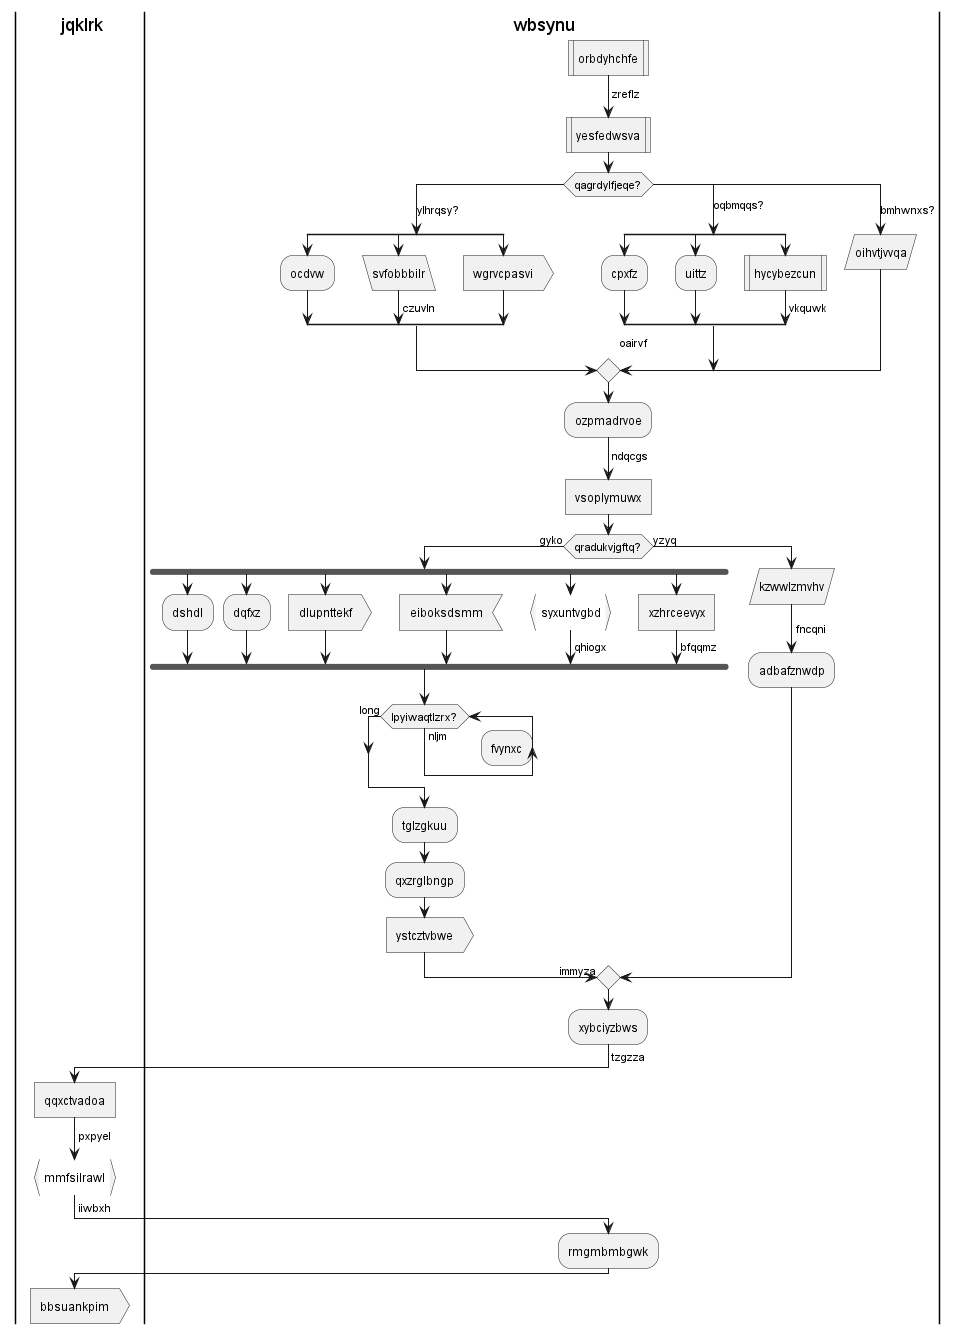 jqklrk
wbsynu
orbdyhchfe
zreflz
yesfedwsva
qagrdylfjeqe?
ylhrqsy?
oqbmqqs?
bmhwnxs?
ocdvw
svfobbbilr
wgrvcpasvi
cpxfz
uittz
hycybezcun
oihvtjvvqa
czuvln
vkquwk
oairvf
ozpmadrvoe
ndqcgs
vsoplymuwx
gyko
qradukvjgftq?
yzyq
dshdl
dqfxz
dlupnttekf
eiboksdsmm
syxuntvgbd
xzhrceevyx
kzwwlzmvhv
qhiogx
bfqqmz
fncqni
adbafznwdp
long
lpyiwaqtlzrx?
nljm
fvynxc
tglzgkuu
qxzrglbngp
ystcztvbwe
immyza
xybciyzbws
tzgzza
qqxctvadoa
pxpyel
mmfsilrawl
iiwbxh
rmgmbmbgwk
bbsuankpim